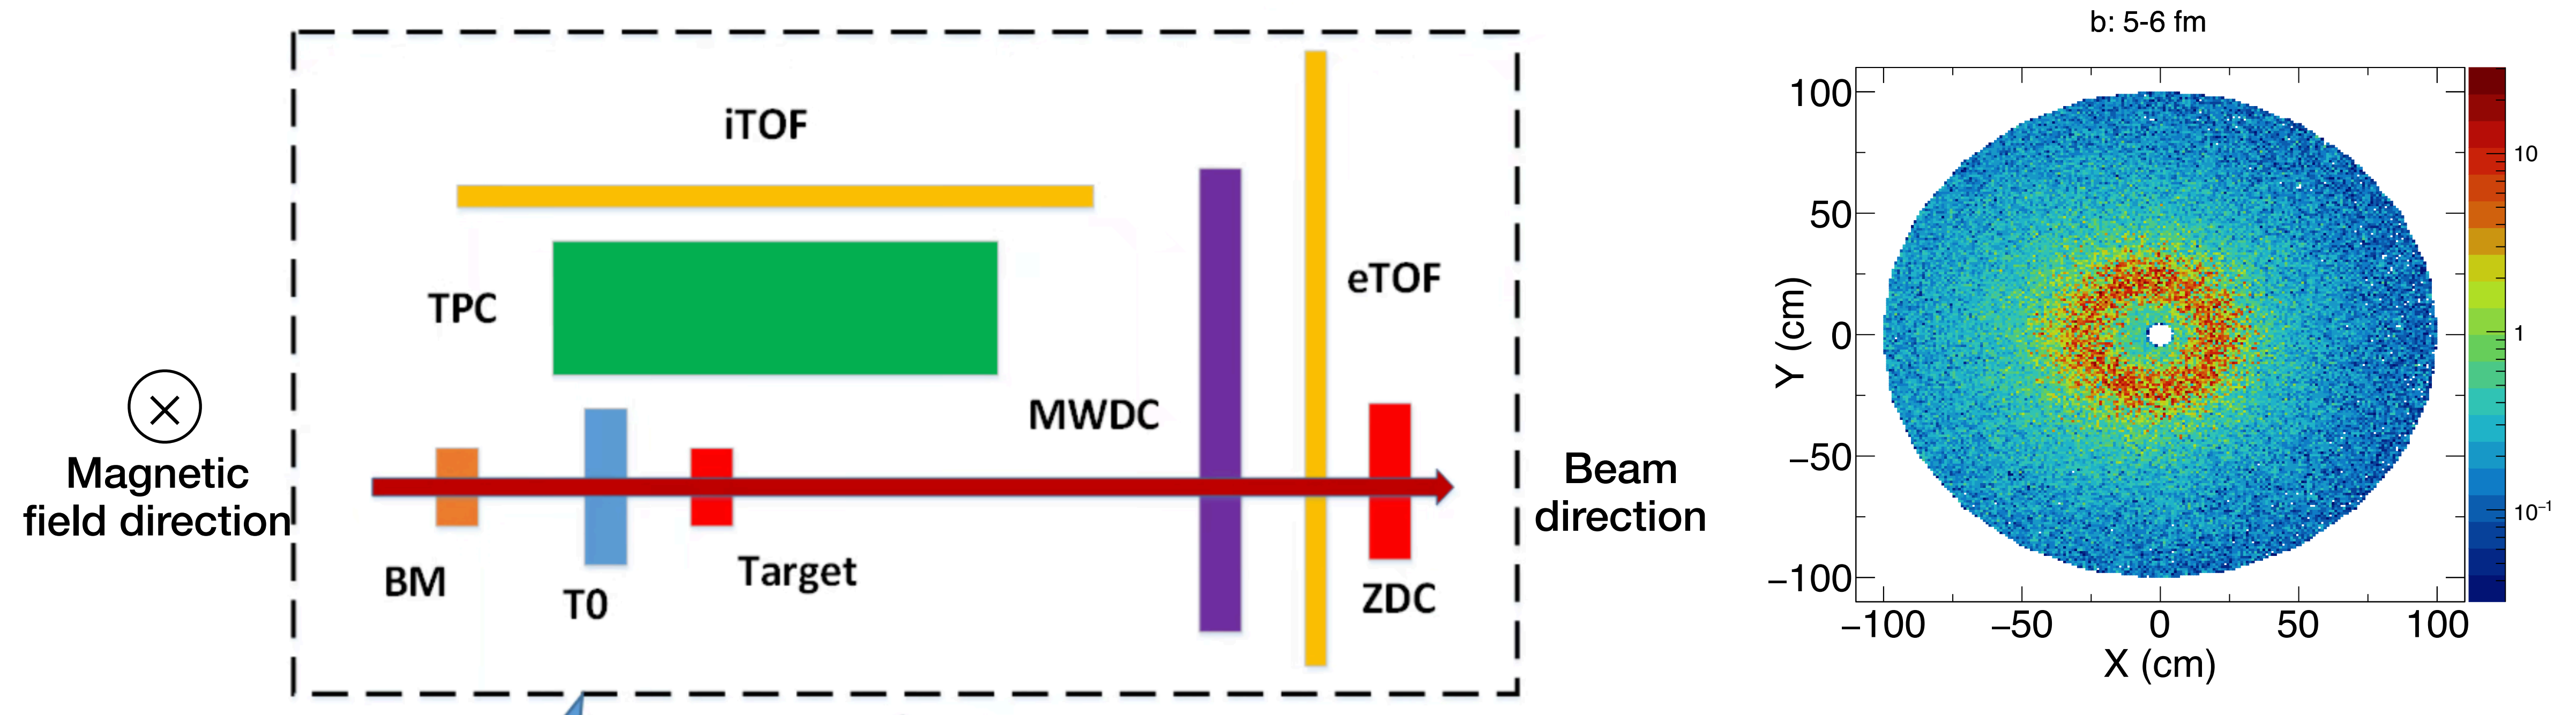 iTOF
TPC
MWDC
eTOF
Magnetic
field direction
BM
T0
Target
ZDC
Beam
direction
b: 5-6 fm
100
50
0
−50
−100
Y (cm)
−100 −50 0 50 100
X (cm)
10
1
10⁻¹